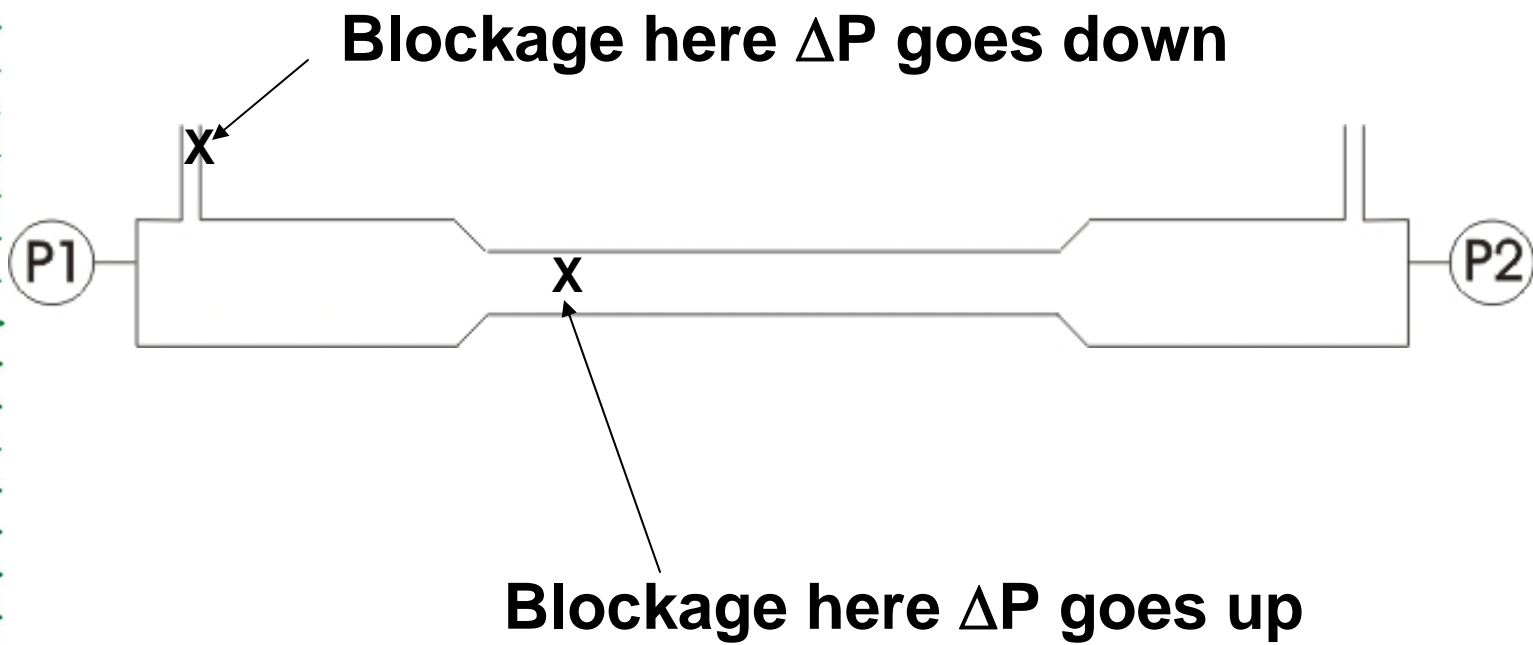 Blockage here ΔP goes down
X
P1
P2
X
Blockage here ΔP goes up